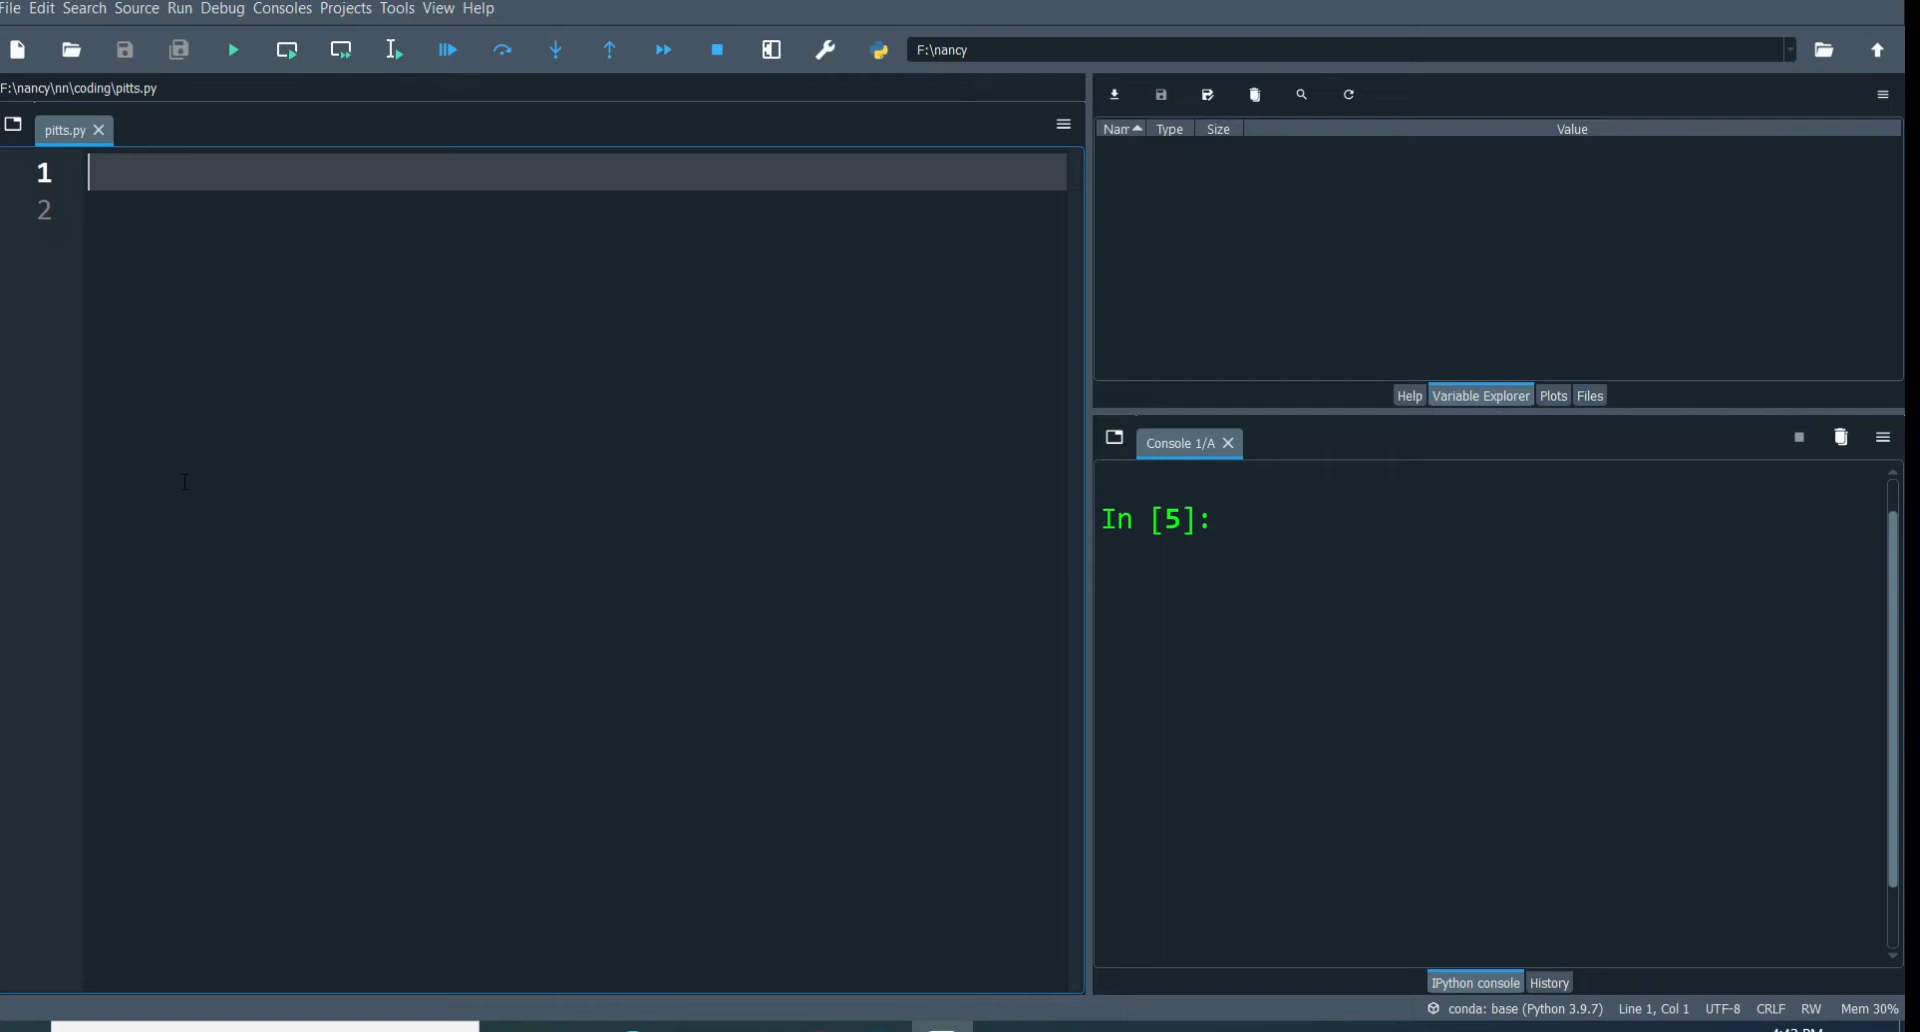 File Edit Search Source Run Debug Consoles Projects Tools View Help
F:\nancy
F:\nancy\nn\coding\pitts.py
pitts.py
1
2
Narr Type Size Value
Help Variable Explorer Plots Files
Console 1/A
In [5]:
IPython console History
conda: base (Python 3.9.7) Line 1, Col 1 UTF-8 CRLF RW Mem 30%